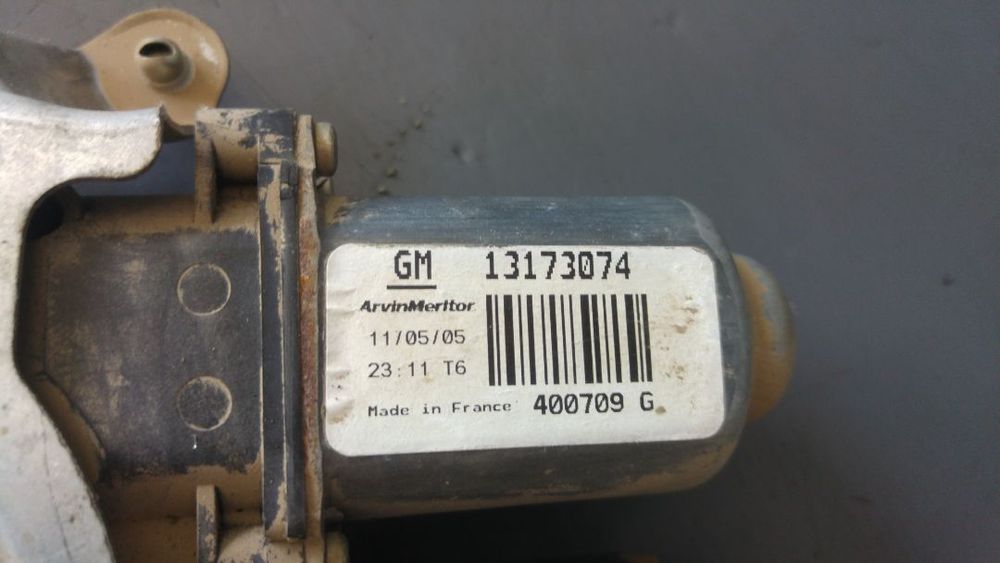 GM 13173074
ArvinMeritor
11/05/05
23:11 T6
Made in France 400709 G